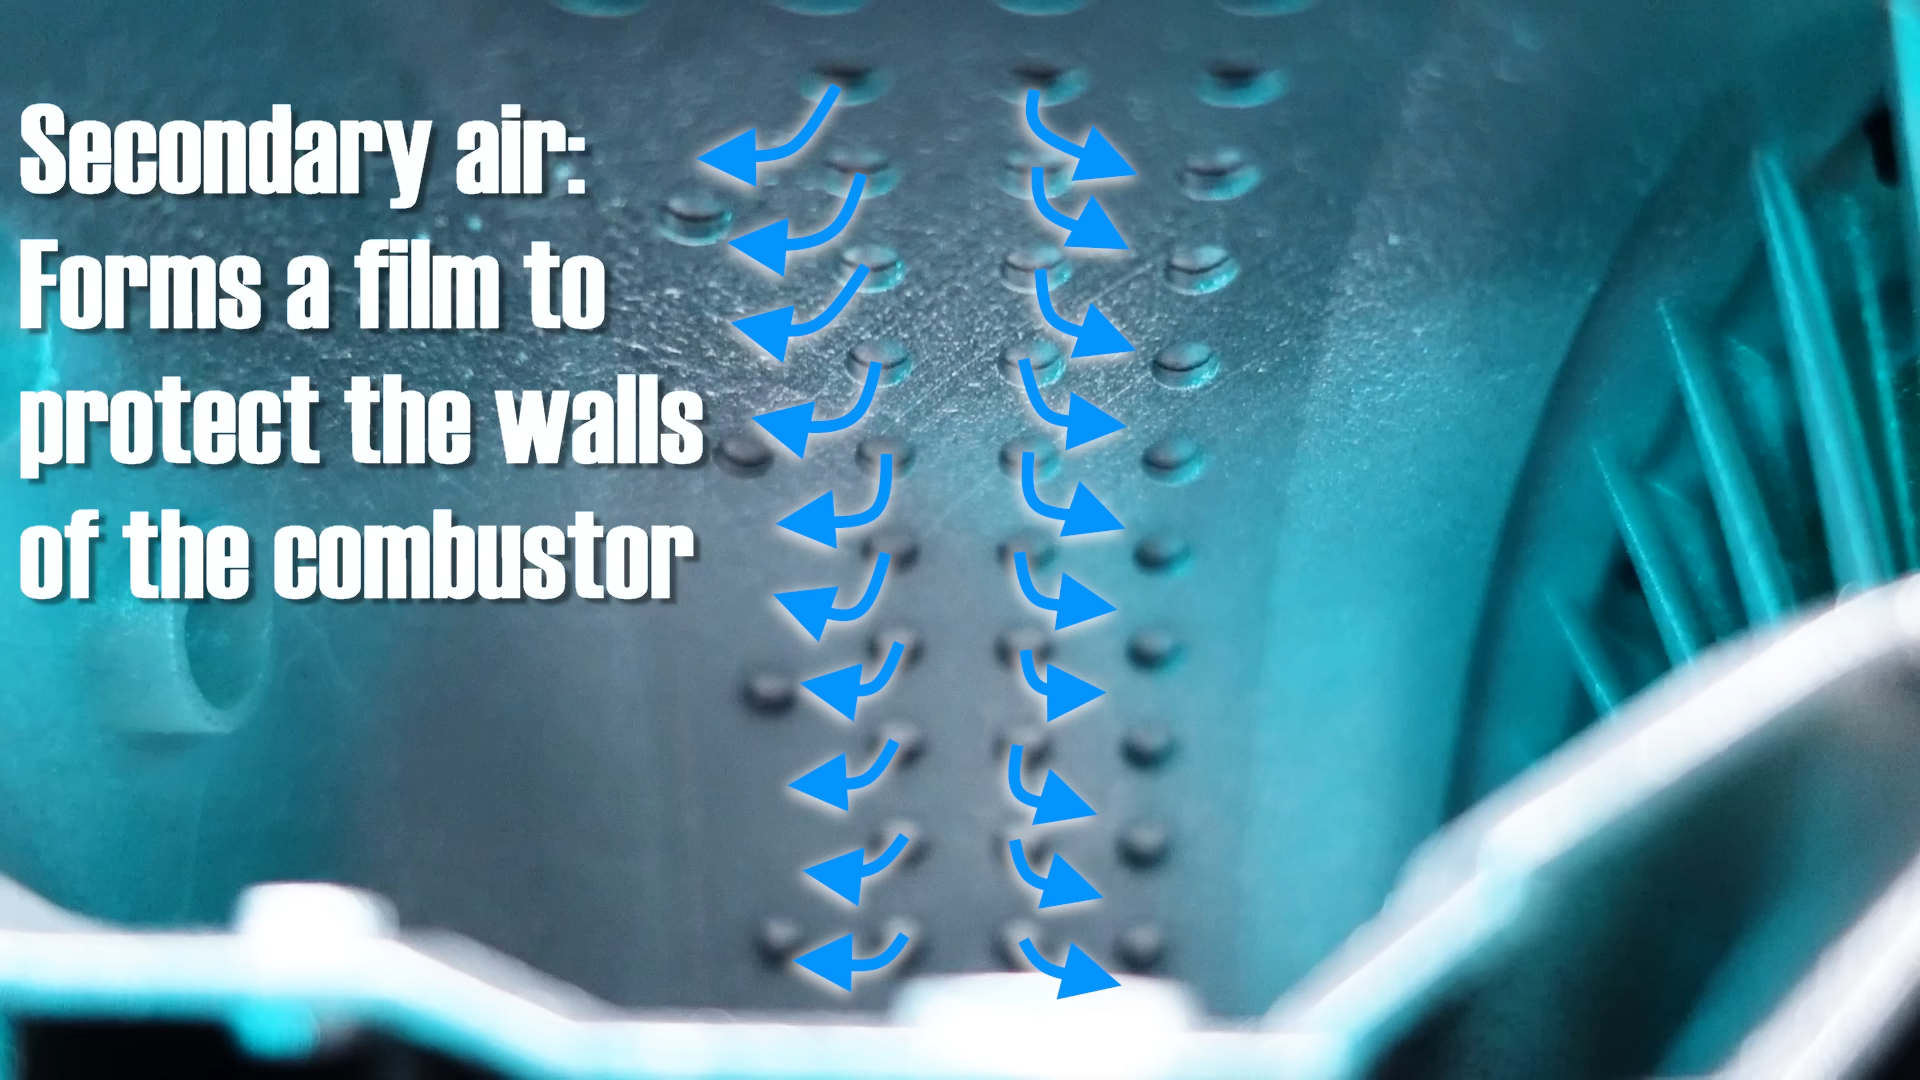 Secondary air:
Forms a film to
protect the walls
of the combustor